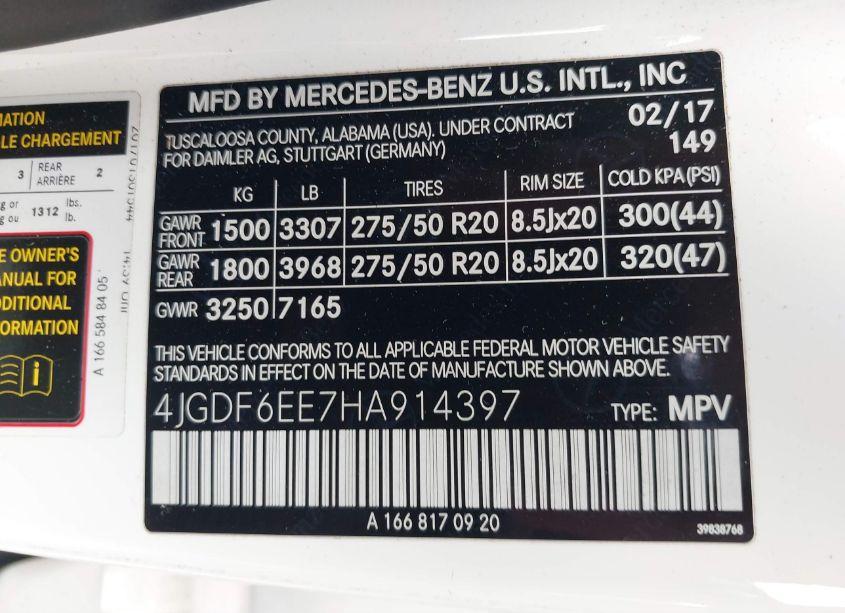 MATION
LE CHARGEMENT
3 REAR ARRIÈRE 2
g or
g ou 1312 lbs.
lb.
E OWNER'S
ANUAL FOR
DDITIONAL
FORMATION
A 166 584 84 05
MFD BY MERCEDES-BENZ U.S. INTL., INC
TUSCALOOSA COUNTY, ALABAMA (USA). UNDER CONTRACT 02/17
FOR DAIMLER AG, STUTTGART (GERMANY) 149
KG LB TIRES RIM SIZE COLD KPA(PSI)
GAWR FRONT 1500 3307 275/50 R20 8.5Jx20 300(44)
GAWR REAR 1800 3968 275/50 R20 8.5Jx20 320(47)
GVWR 3250 7165
THIS VEHICLE CONFORMS TO ALL APPLICABLE FEDERAL MOTOR VEHICLE SAFETY
STANDARDS IN EFFECT ON THE DATE OF MANUFACTURE SHOWN ABOVE.
4JGDF6EE7HA914397 TYPE: MPV
A 166 817 09 20
39838768